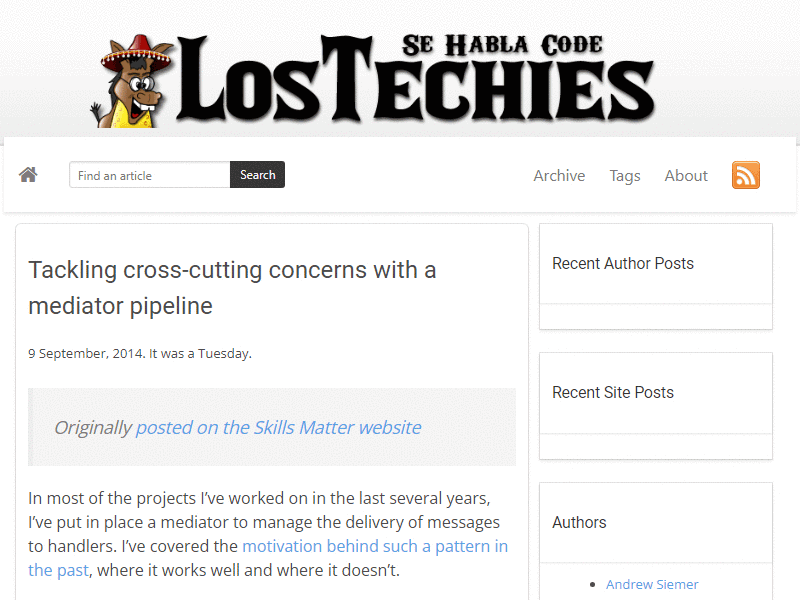 Se Habla Code
LosTechies
Find an article
Search
Archive
Tags
About
Tackling cross-cutting concerns with a
mediator pipeline
9 September, 2014. It was a Tuesday.
Originally posted on the Skills Matter website
In most of the projects I’ve worked on in the last several years,
I’ve put in place a mediator to manage the delivery of messages
to handlers. I’ve covered the motivation behind such a pattern in
the past, where it works well and where it doesn’t.
Recent Author Posts
Recent Site Posts
Authors
Andrew Siemer